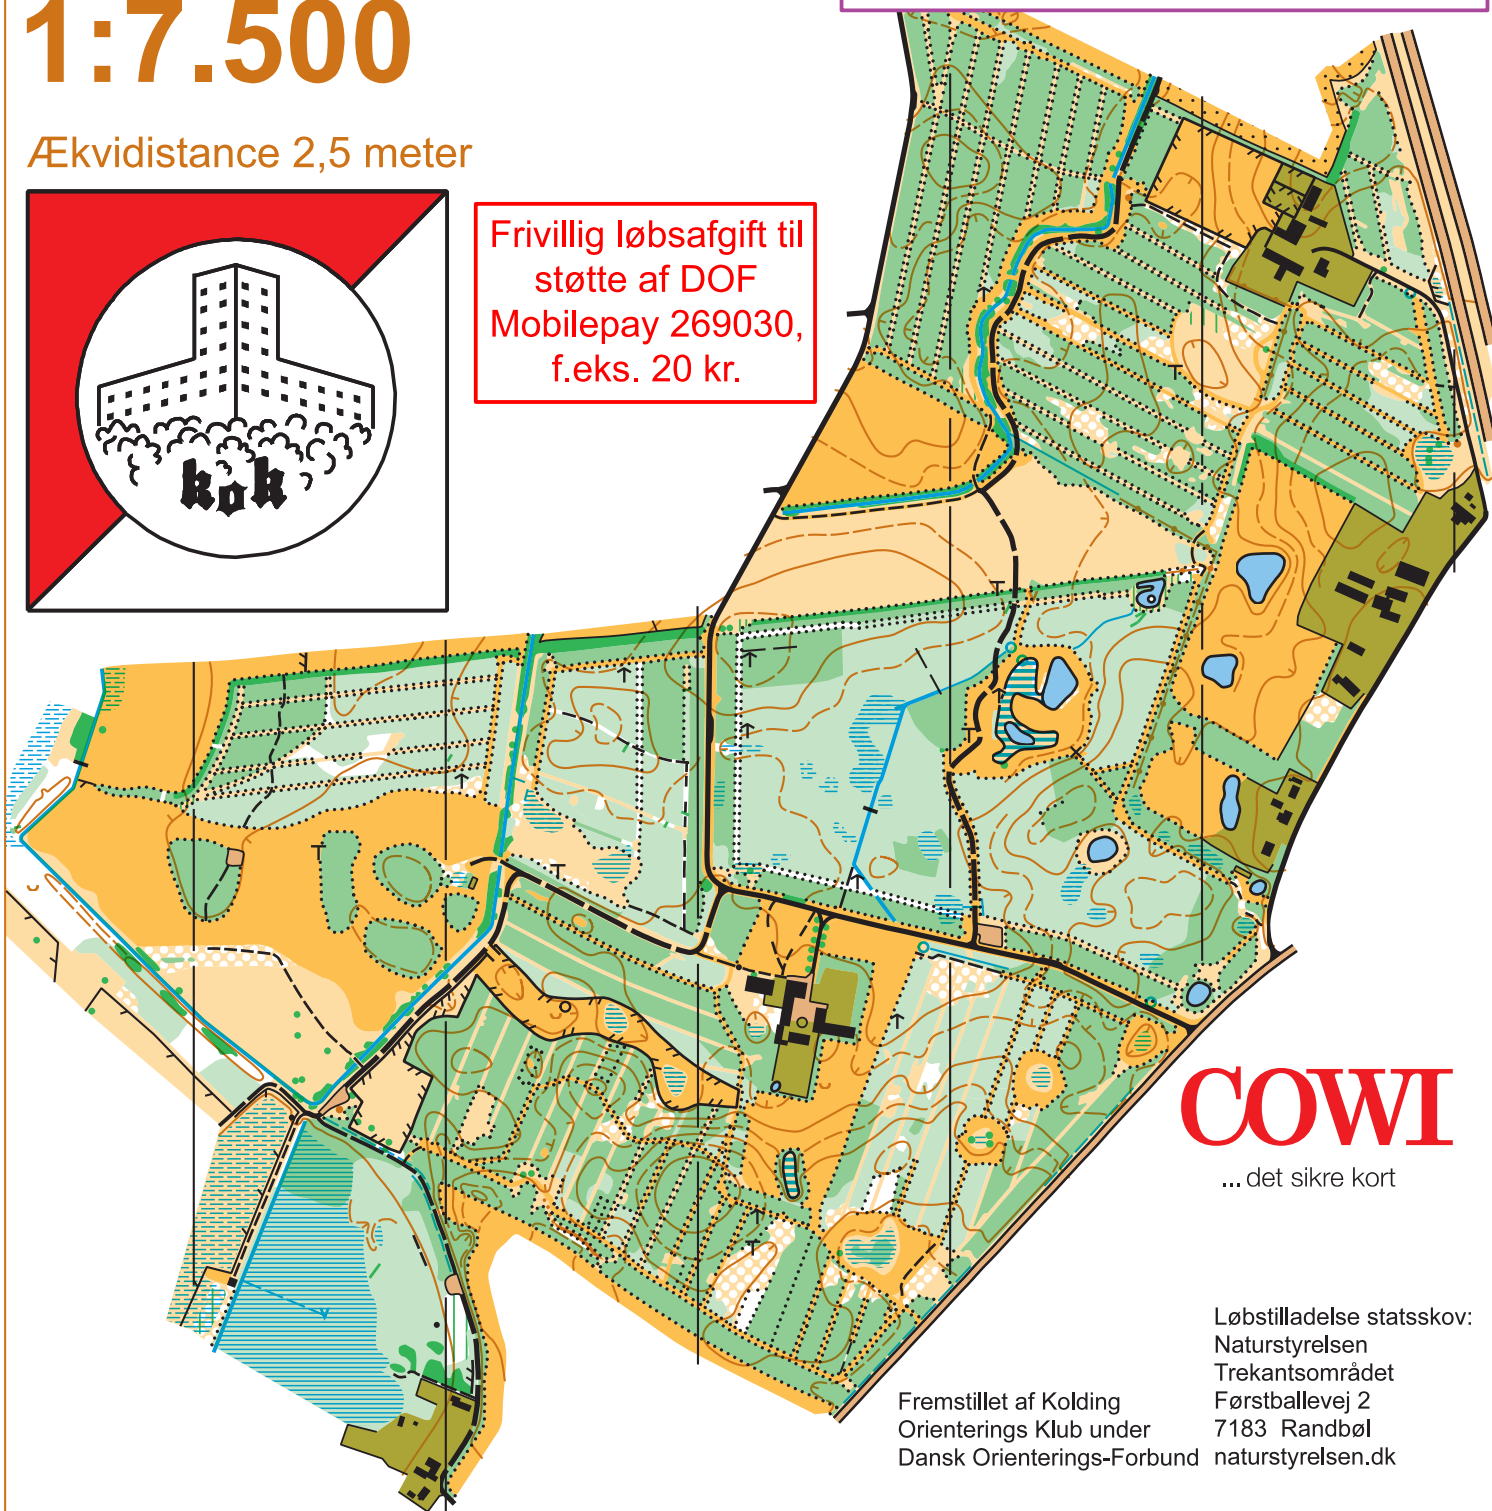 1:7.500
Ækvidistance 2,5 meter
Frivillig løbsafgift til
støtte af DOF
Mobilepay 269030,
f.eks. 20 kr.
kok
COWI
... det sikre kort
Fremstillet af Kolding
Orienterings Klub under
Dansk Orienterings-Forbund
Løbstilladelse statsskov:
Naturstyrelsen
Trekantsområdet
Førstballevej 2
7183 Randbøl
naturstyrelsen.dk